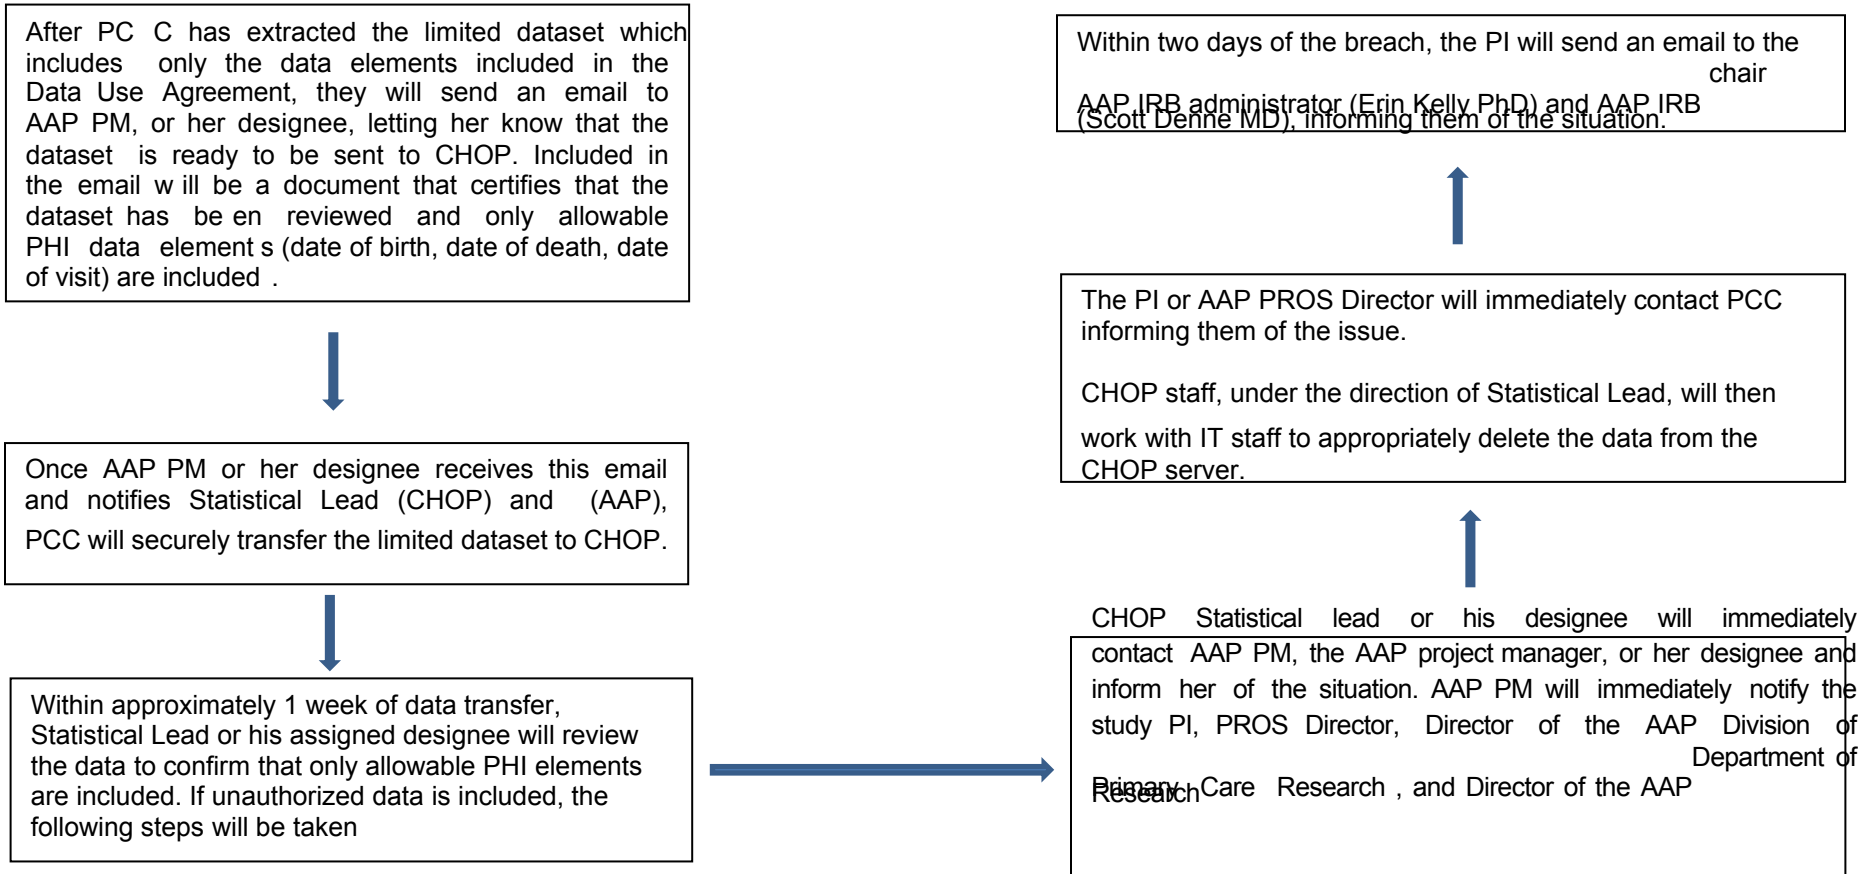 After PC C has extracted the limited dataset which
includes only the data elements included in the
Data Use Agreement, they will send an email to
AAP PM, or her designee, letting her know that the
dataset is ready to be sent to CHOP. Included in
the email w ill be a document that certifies that the
dataset has be en reviewed and only allowable
PHI data element s (date of birth, date of death, date
of visit) are included .
Once AAP PM or her designee receives this email
and notifies Statistical Lead (CHOP) and (AAP),
PCC will securely transfer the limited dataset to CHOP.
Within approximately 1 week of data transfer,
Statistical Lead or his assigned designee will review
the data to confirm that only allowable PHI elements
are included. If unauthorized data is included, the
following steps will be taken
CHOP Statistical lead or his designee will immediately
contact AAP PM, the AAP project manager, or her designee and
inform her of the situation. AAP PM will immediately notify the
study PI, PROS Director, Director of the AAP Division of
Department of
Primary Care Research , and Director of the AAP
Research
The PI or AAP PROS Director will immediately contact PCC
informing them of the issue.
CHOP staff, under the direction of Statistical Lead, will then
work with IT staff to appropriately delete the data from the
CHOP server.
Within two days of the breach, the PI will send an email to the
chair
AAP IRB administrator (Erin Kelly PhD) and AAP IRB
(Scott Denne MD), informing them of the situation.